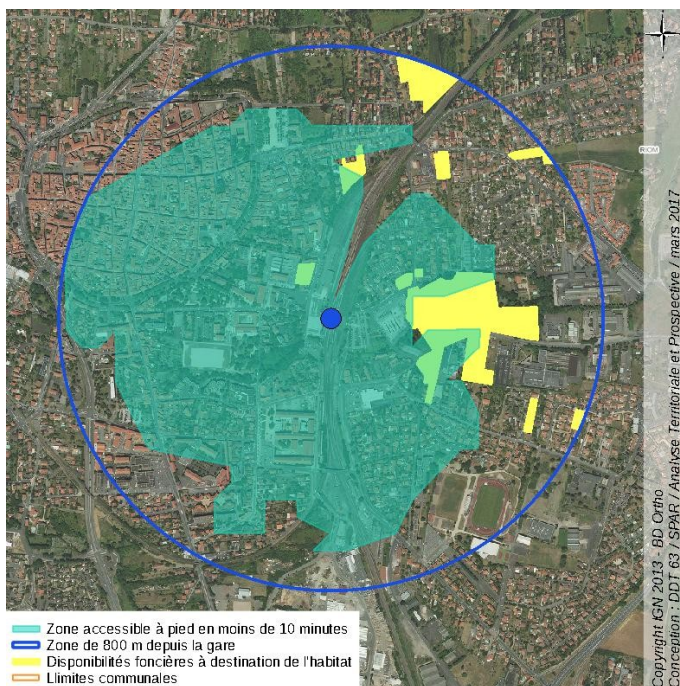 RIOM
Zone accessible à pied en moins de 10 minutes
Zone de 800 m depuis la gare
Disponibilités foncières à destination de l'habitat
Llimites communales
Copyright IGN 2013 - BD Ortho
Conception : DDT 63 / SPAR / Analyse Territoriale et Prospective / mars 2017